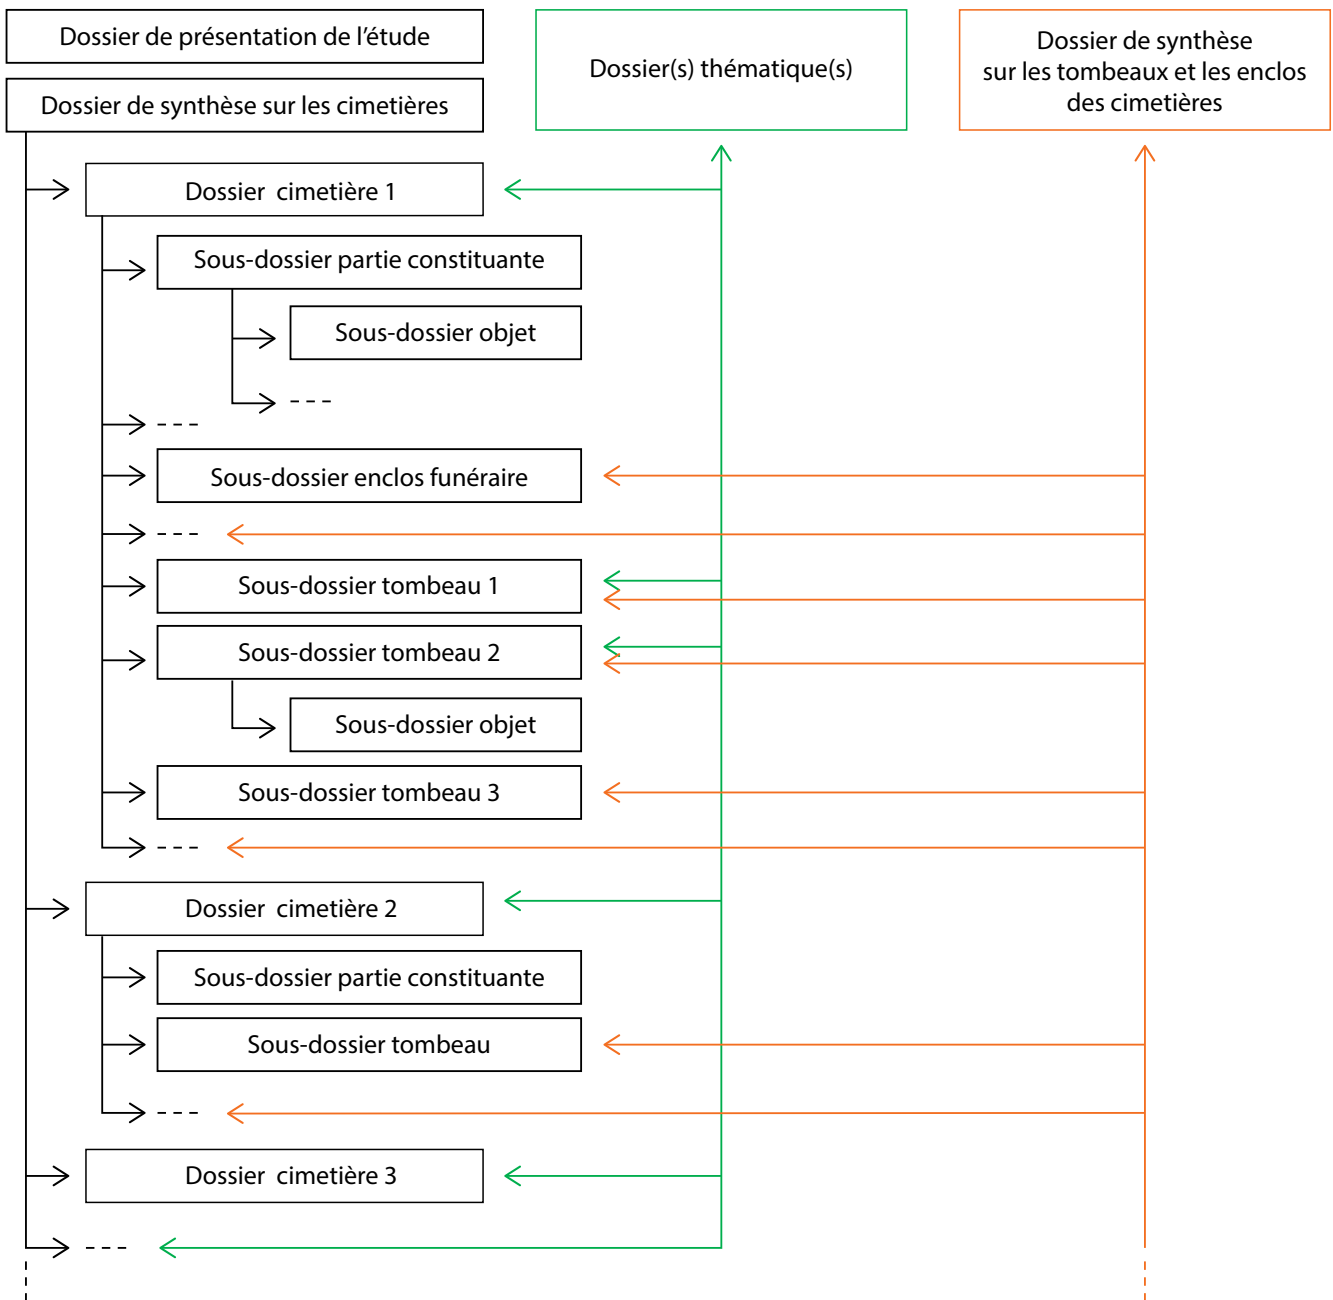 Dossier de présentation de l’étude
Dossier de synthèse sur les cimetières
Dossier(s) thématique(s)
Dossier de synthèse
sur les tombeaux et les enclos
des cimetières
Dossier cimetière 1
Sous-dossier partie constituante
Sous-dossier objet
Sous-dossier enclos funéraire
Sous-dossier tombeau 1
Sous-dossier tombeau 2
Sous-dossier objet
Sous-dossier tombeau 3
Dossier cimetière 2
Sous-dossier partie constituante
Sous-dossier tombeau
Dossier cimetière 3